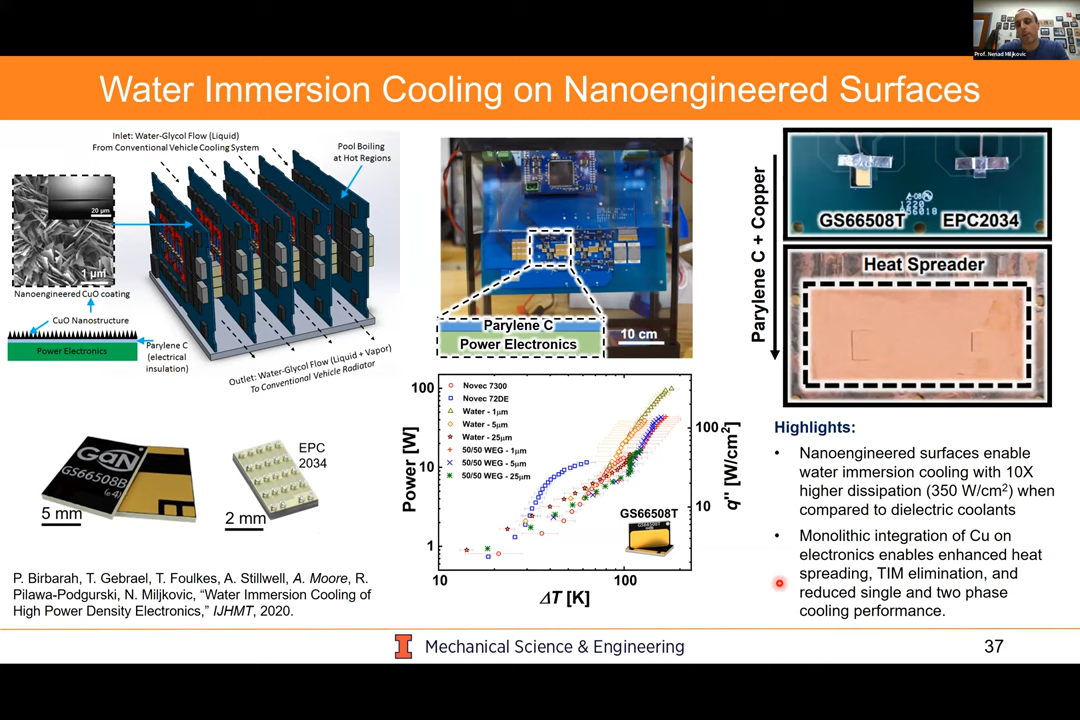 Prof. Nenad Miljkovic
Water Immersion Cooling on Nanoengineered Surfaces
Inlet: Water-Glycol Flow (Liquid)
From Conventional Vehicle Cooling System
Pool Boiling
at Hot Regions
20 µm
1 µm
Nanoengineered CuO coating
CuO Nanostructure
Power Electronics
Parylene C
(electrical
insulation)
Outlet: Water-Glycol Flow (Liquid + Vapor)
To Conventional Vehicle Radiator
GaN
GS66508B
5 mm
EPC
2034
2 mm
P. Birbarah, T. Gebrael, T. Foulkes, A. Stillwell, A. Moore, R.
Pilawa-Podgurski, N. Miljkovic, “Water Immersion Cooling of
High Power Density Electronics,” IJHMT, 2020.
Parylene C
Power Electronics
10 cm
Novec 7300
Novec 72DE
Water - 1µm
Water - 5µm
Water - 25µm
50/50 WEG - 1µm
50/50 WEG - 5µm
50/50 WEG - 25µm
100
10
1
Power [W]
10
100
ΔT [K]
100
10
q" [W/cm²]
GS66508T
Parylene C + Copper
GS66508T
EPC2034
Heat Spreader
Highlights:
• Nanoengineered surfaces enable
water immersion cooling with 10X
higher dissipation (350 W/cm²) when
compared to dielectric coolants
• Monolithic integration of Cu on
electronics enables enhanced heat
spreading, TIM elimination, and
reduced single and two phase
cooling performance.
I
Mechanical Science & Engineering
37